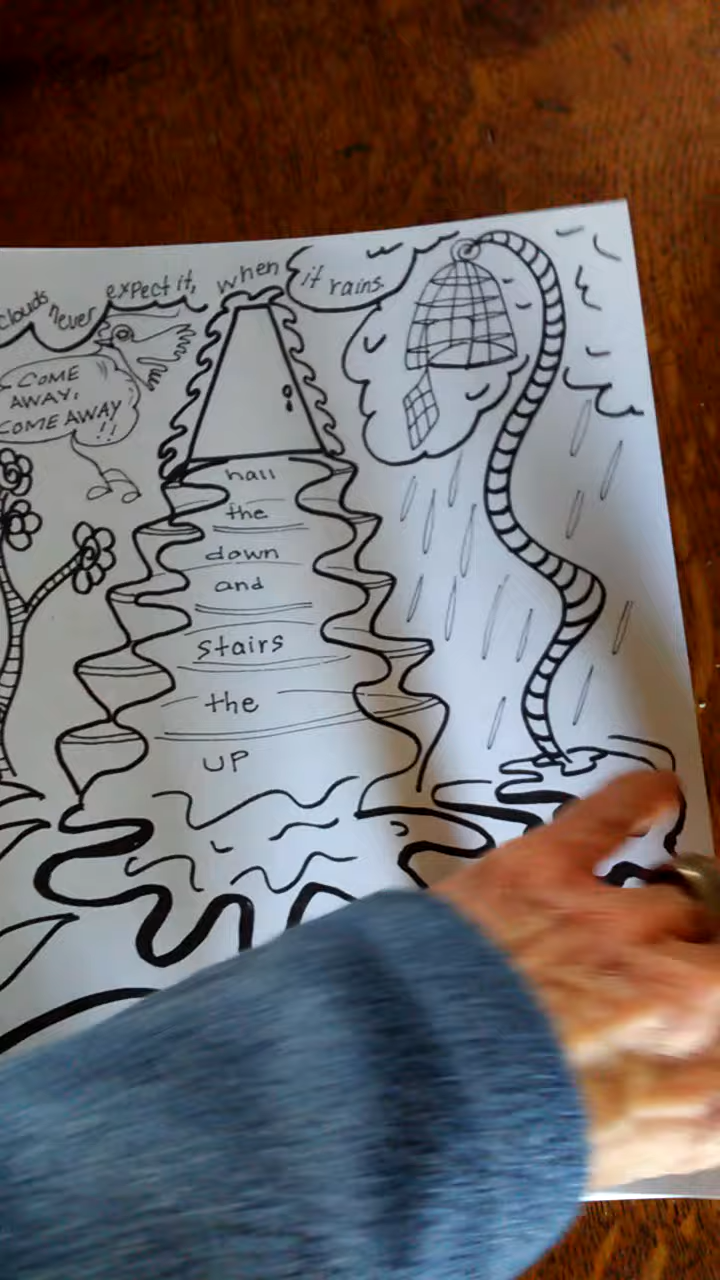 clouds never expect it, when it rains.
COME
AWAY,
COME AWAY
!!
hall
the
down
and
stairs
the
UP